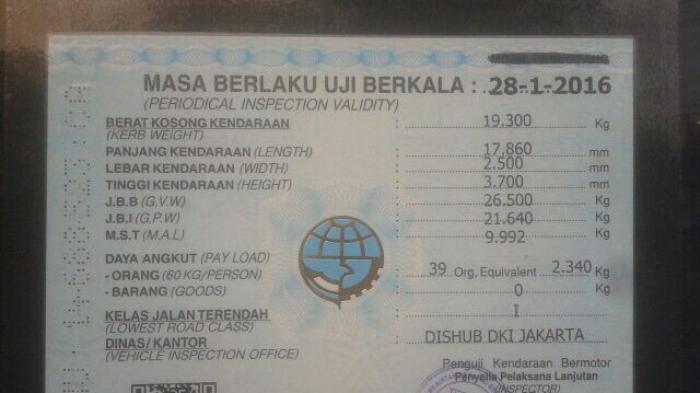 MASA BERLAKU UJI BERKALA : 28-1-2016
(PERIODICAL INSPECTION VALIDITY)
BERAT KOSONG KENDARAAN : 19.300 Kg
(KERB WEIGHT)
PANJANG KENDARAAN (LENGTH) : 17.860 mm
LEBAR KENDARAAN (WIDTH) : 2.500 mm
TINGGI KENDARAAN (HEIGHT) : 3.700 mm
J.B.B (G.V.W) : 26.500 Kg
J.B.I (G.P.W) : 21.640 Kg
M.S.T (M.A.L) : 9.992 Kg
DAYA ANGKUT (PAY LOAD)
- ORANG (60 KG/PERSON) : 39 Org, Equivalent 2.340 Kg
- BARANG (GOODS) : 0 Kg
KELAS JALAN TERENDAH : I
(LOWEST ROAD CLASS)
DINAS/KANTOR : DISHUB DKI JAKARTA
(VEHICLE INSPECTION OFFICE)
Penguji Kendaraan Bermotor
Penyelia Pelaksana Lanjutan
(INSPECTOR)